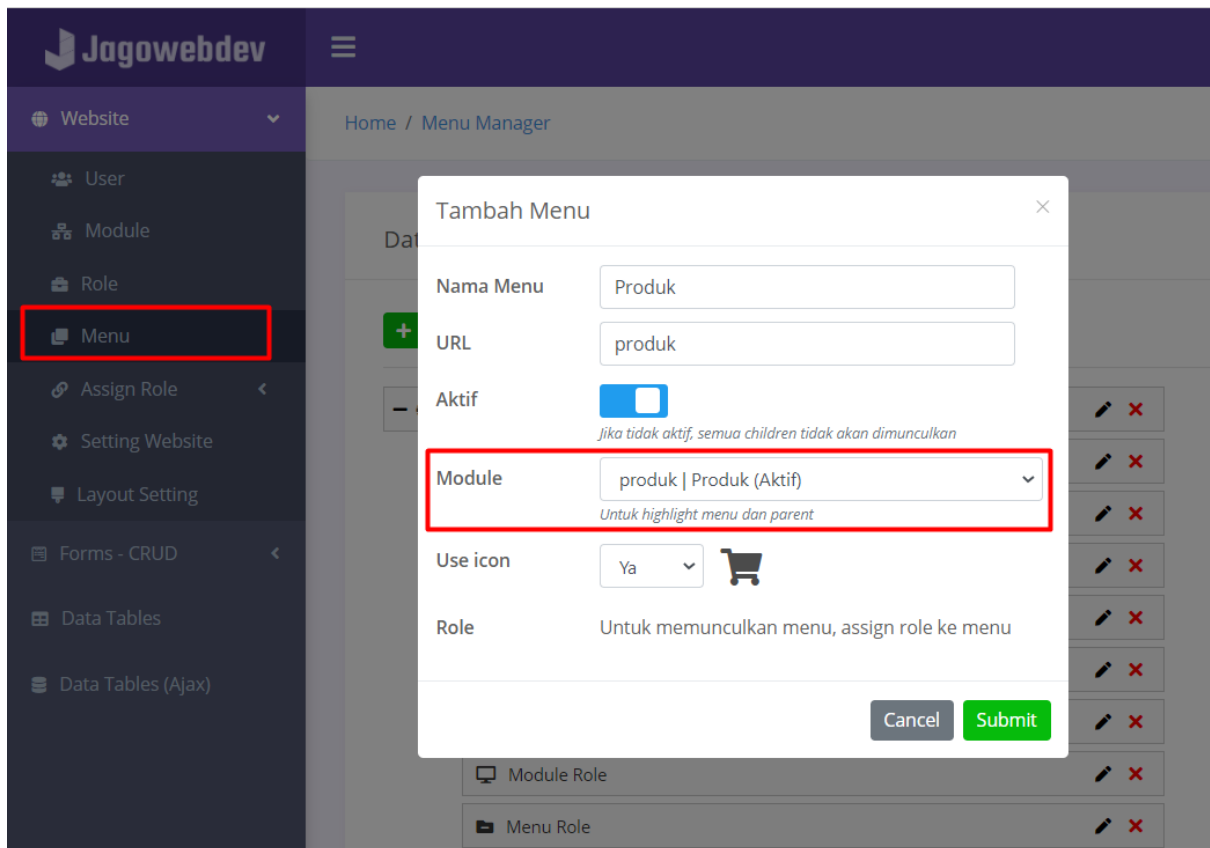 Jagowebdev
Website
Home / Menu Manager
User
Module
Role
Menu
Assign Role
Setting Website
Layout Setting
Forms - CRUD
Data Tables
Data Tables (Ajax)
Dat
Tambah Menu
Nama Menu Produk
URL produk
Aktif
Jika tidak aktif, semua children tidak akan dimunculkan
Module produk | Produk (Aktif)
Untuk highlight menu dan parent
Use icon Ya
Role Untuk memunculkan menu, assign role ke menu
Cancel Submit
Module Role
Menu Role